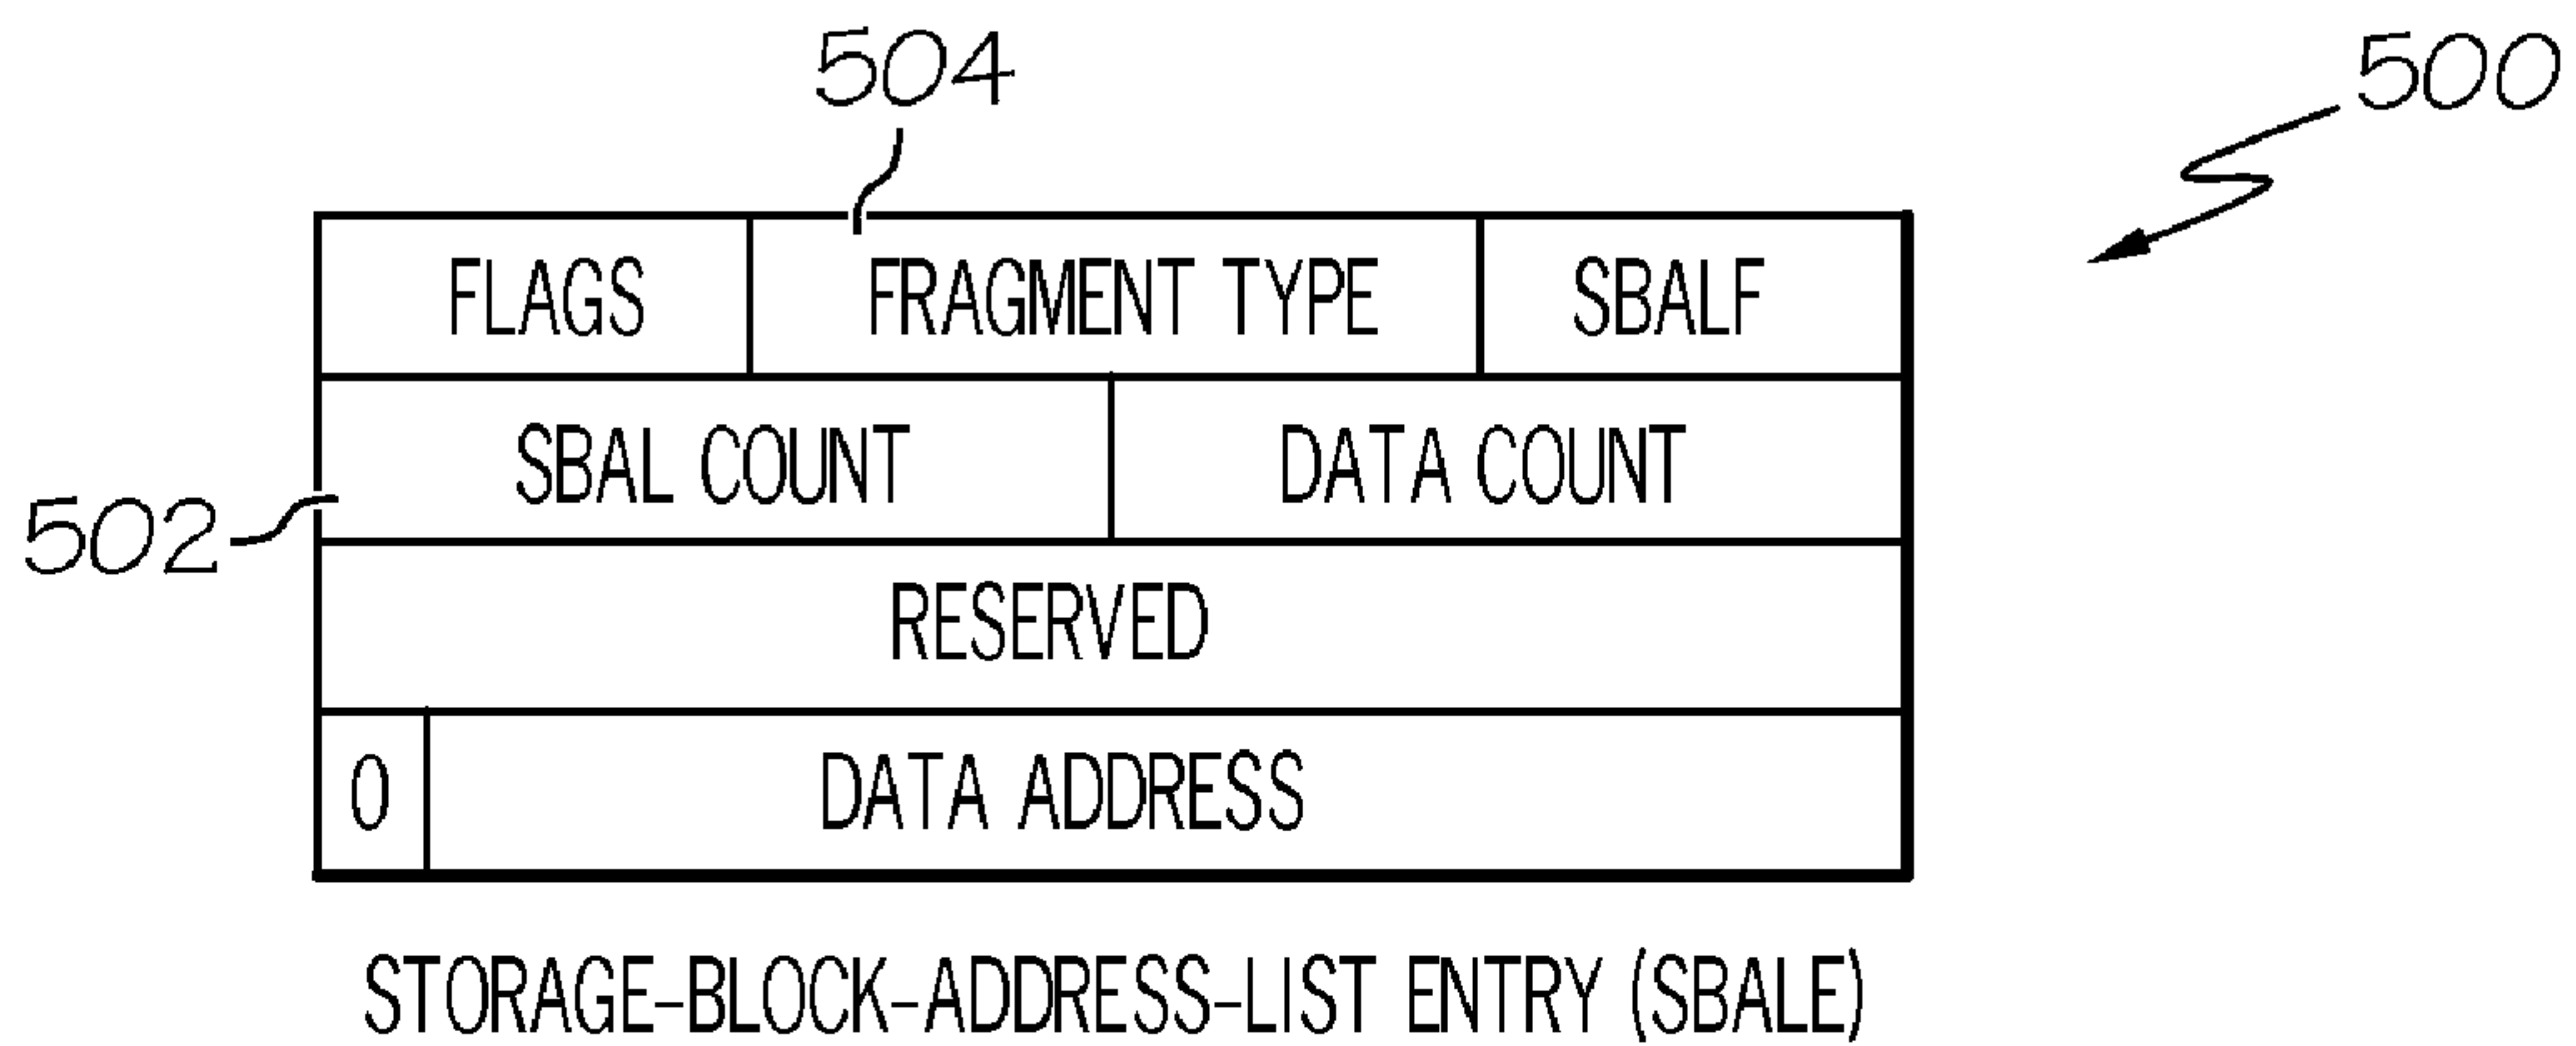 504
500
FLAGS FRAGMENT TYPE SBALF
SBAL COUNT DATA COUNT
502
RESERVED
0 DATA ADDRESS
STORAGE-BLOCK-ADDRESS-LIST ENTRY (SBALE)